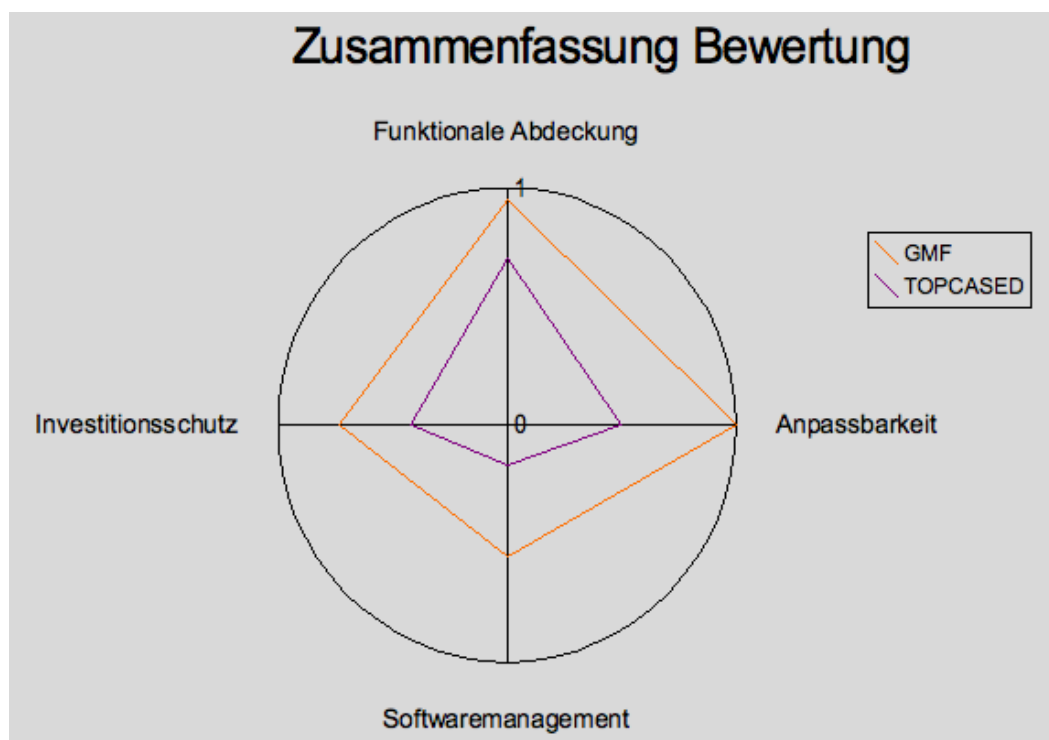 Zusammenfassung Bewertung
Funktionale Abdeckung
1
GMF
TOPCASED
Investitionsschutz
0
Anpassbarkeit
Softwaremanagement